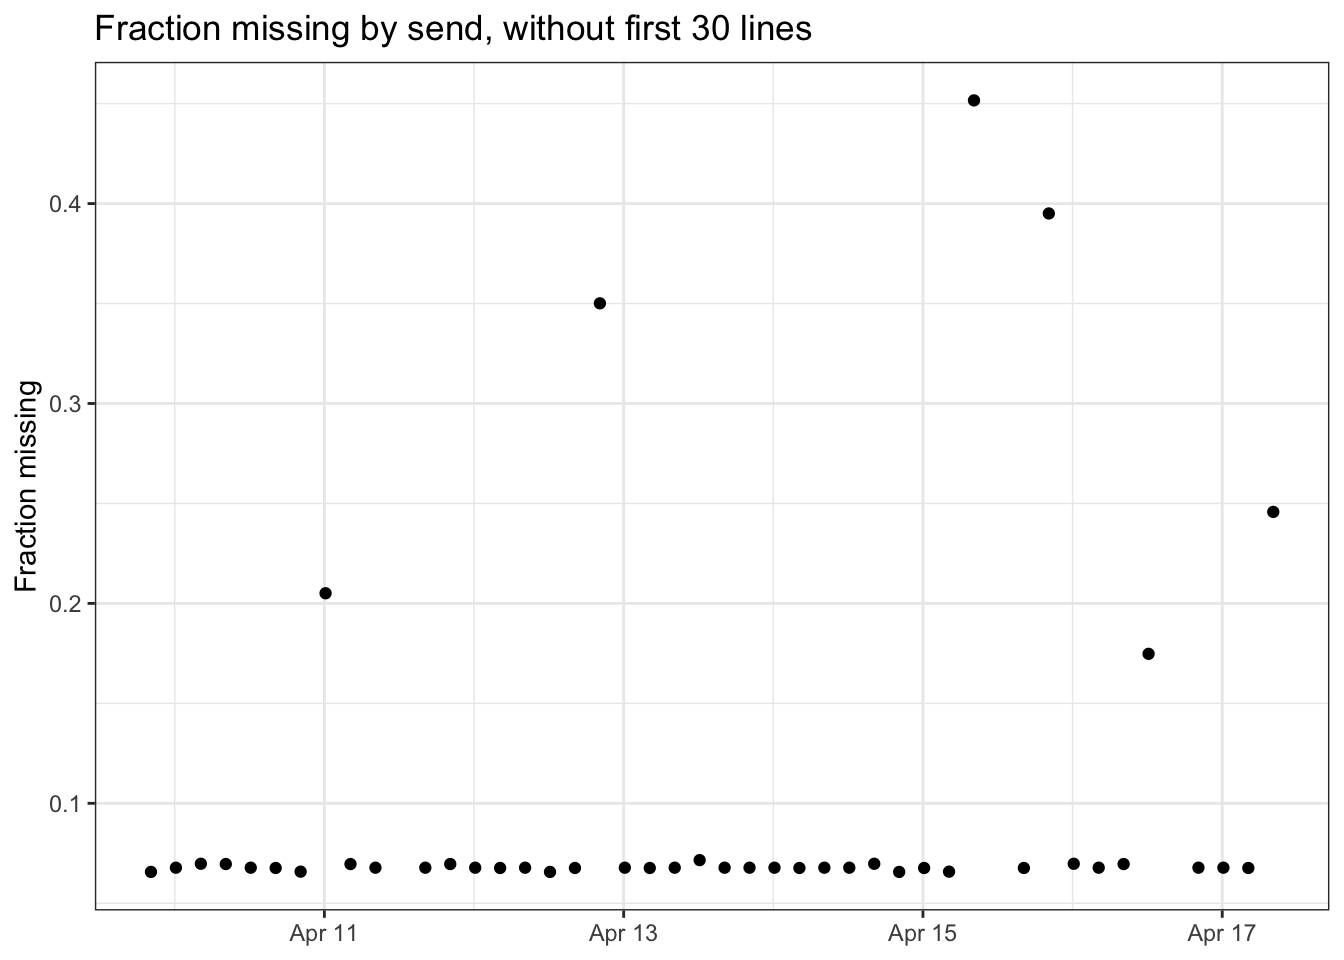 Fraction missing by send, without first 30 lines
Fraction missing
0.4
0.3
0.2
0.1
Apr 11
Apr 13
Apr 15
Apr 17